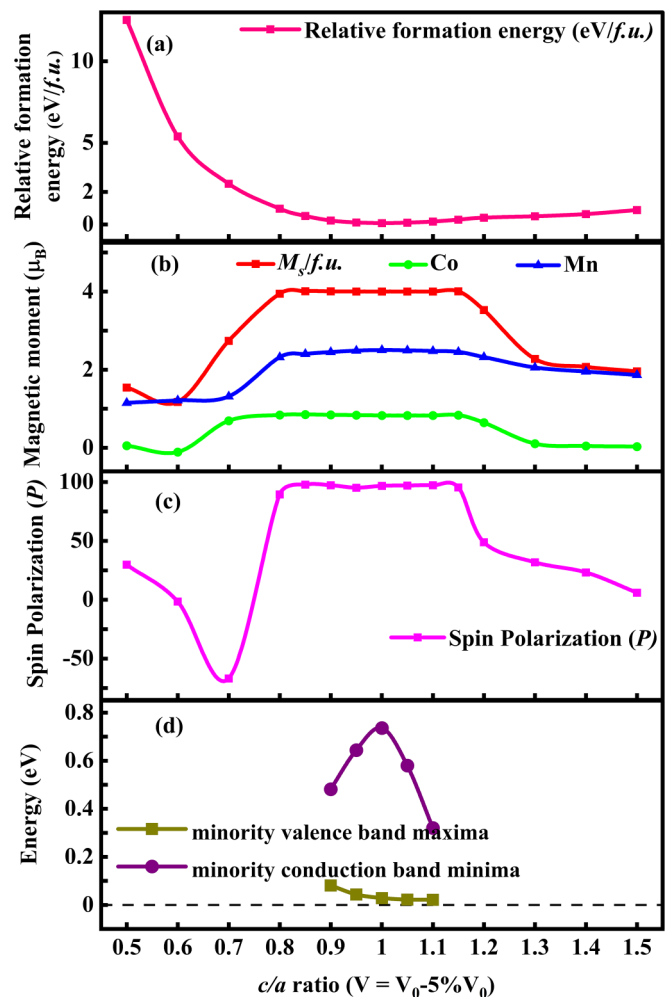 (a)
Relative formation energy (eV/f.u.)
Relative formation
energy (eV/f.u.)
10
5
2
0
(b)
Ms/f.u.
Co
Mn
Magnetic moment (μB)
4
2
0
(c)
Spin Polarization (P)
Spin Polarization (P)
100
50
0
-50
(d)
Energy (eV)
0.8
0.6
0.4
0.2
0
minority valence band maxima
minority conduction band minima
0.5 0.6 0.7 0.8 0.9 1 1.1 1.2 1.3 1.4 1.5
c/a ratio (V = V0-5%V0)